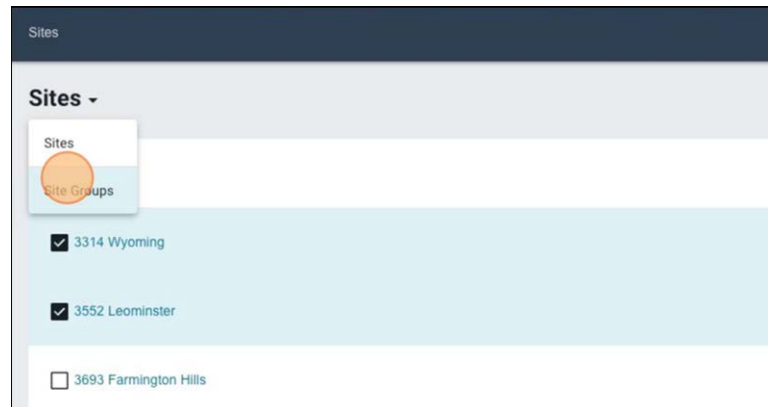 Sites
Sites
Sites
Site Groups
3314 Wyoming
3552 Leominster
3693 Farmington Hills